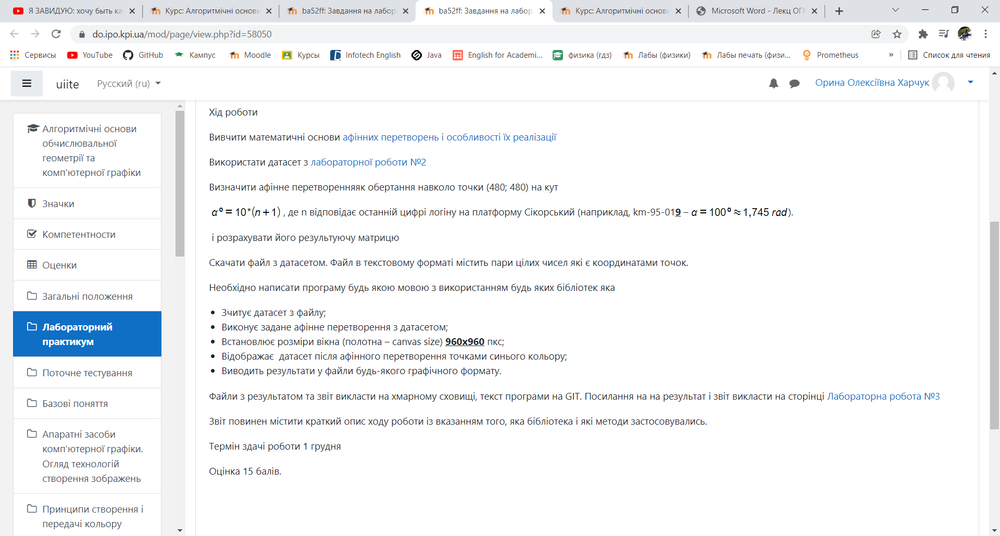 Я ЗАВИДУЮ: хочу быть ка
Курс: Алгоритмічні основи
ba52ff: Завдання на лабор
ba52ff: Завдання на лабор
Курс: Алгоритмічні основи
Microsoft Word - Лекц ОГК
do.ipo.kpi.ua/mod/page/view.php?id=58050
Сервисы
YouTube
GitHub
Кампус
Moodle
Курсы
Infotech English
Java
English for Academi...
физика (гдз)
Лабы (физики)
Лабы печать (физи...
Prometheus
»
Список для чтения
uiite
Русский (ru)
Орина Олексіївна Харчук
Алгоритмічні основи
обчислювальної
геометрії та
комп'ютерної графіки
Значки
Компетентности
Оценки
Загальні положення
Лабораторний
практикум
Поточне тестування
Базові поняття
Апаратні засоби
комп’ютерної графіки.
Огляд технологій
створення зображень
Принципи створення і
передачі кольору
Хід роботи
Вивчити математичні основи афінних перетворень і особливості їх реалізації
Використати датасет з лабораторної роботи №2
Визначити афінне перетворенняяк обертання навколо точки (480; 480) на кут
α° = 10*(n + 1) , де n відповідає останній цифрі логіну на платформу Сікорський (наприклад, km-95-019 – α = 100° ≈ 1,745 rad).
і розрахувати його результуючу матрицю
Скачати файл з датасетом. Файл в текстовому форматі містить пари цілих чисел які є координатами точок.
Необхідно написати програму будь якою мовою з використанням будь яких бібліотек яка
• Зчитує датасет з файлу;
• Виконує задане афінне перетворення з датасетом;
• Встановлює розміри вікна (полотна – canvas size) 960х960 пкс;
• Відображає датасет після афінного перетворення точками синього кольору;
• Виводить результати у файли будь-якого графічного формату.
Файли з результатом та звіт викласти на хмарному сховищі, текст програми на GIT. Посилання на на результат і звіт викласти на сторінці Лабораторна робота №3
Звіт повинен містити краткий опис ходу роботи із вказанням того, яка бібліотека і які методи застосовувались.
Термін здачі роботи 1 грудня
Оцінка 15 балів.